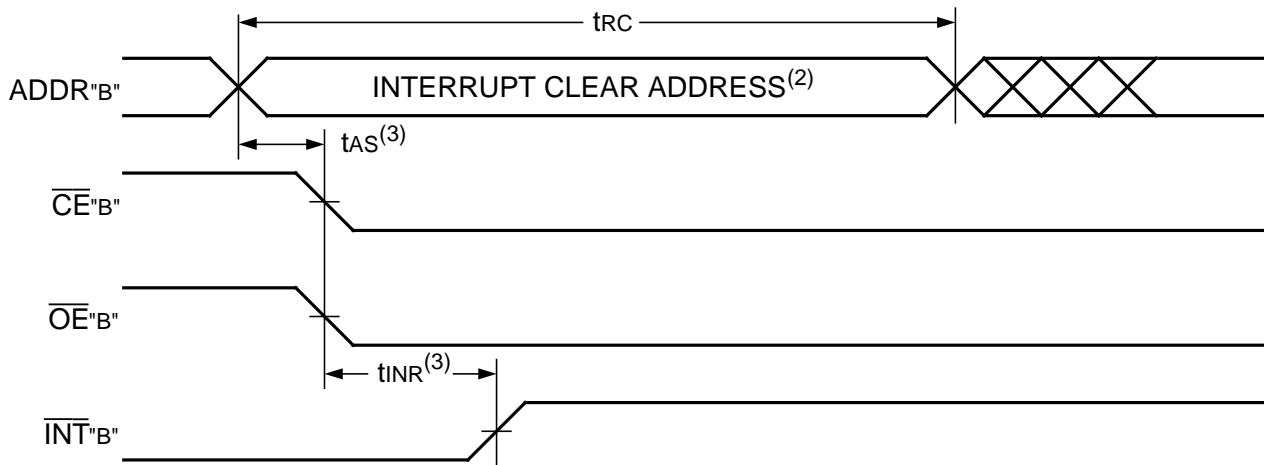 tRC
ADDR"B"
INTERRUPT CLEAR ADDRESS(2)
tAS(3)
CE"B"
OE"B"
tINR(3)
INT"B"